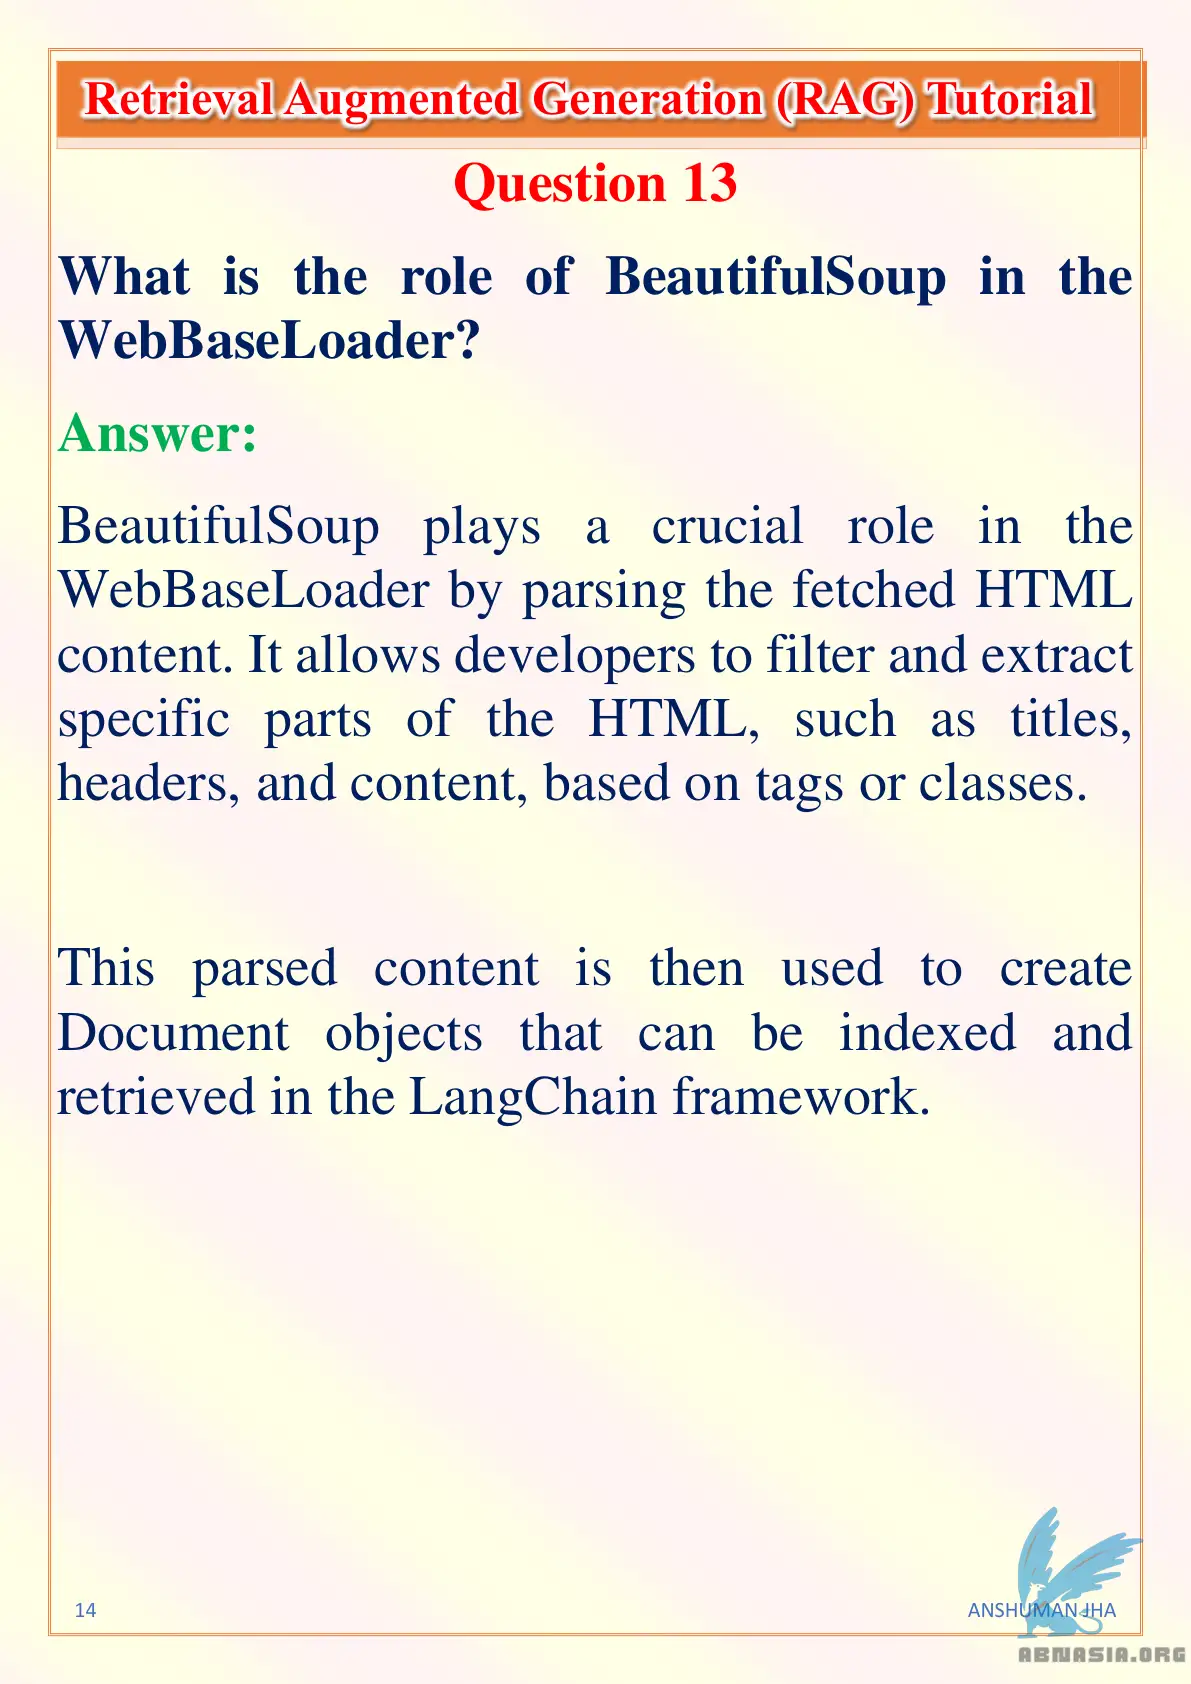 Retrieval Augmented Generation (RAG) Tutorial
Question 13
What is the role of BeautifulSoup in the
WebBaseLoader?
Answer:
BeautifulSoup plays a crucial role in the
WebBaseLoader by parsing the fetched HTML
content. It allows developers to filter and extract
specific parts of the HTML, such as titles,
headers, and content, based on tags or classes.
This parsed content is then used to create
Document objects that can be indexed and
retrieved in the LangChain framework.
14
ANSHUMAN JHA
ABNASIA.ORG